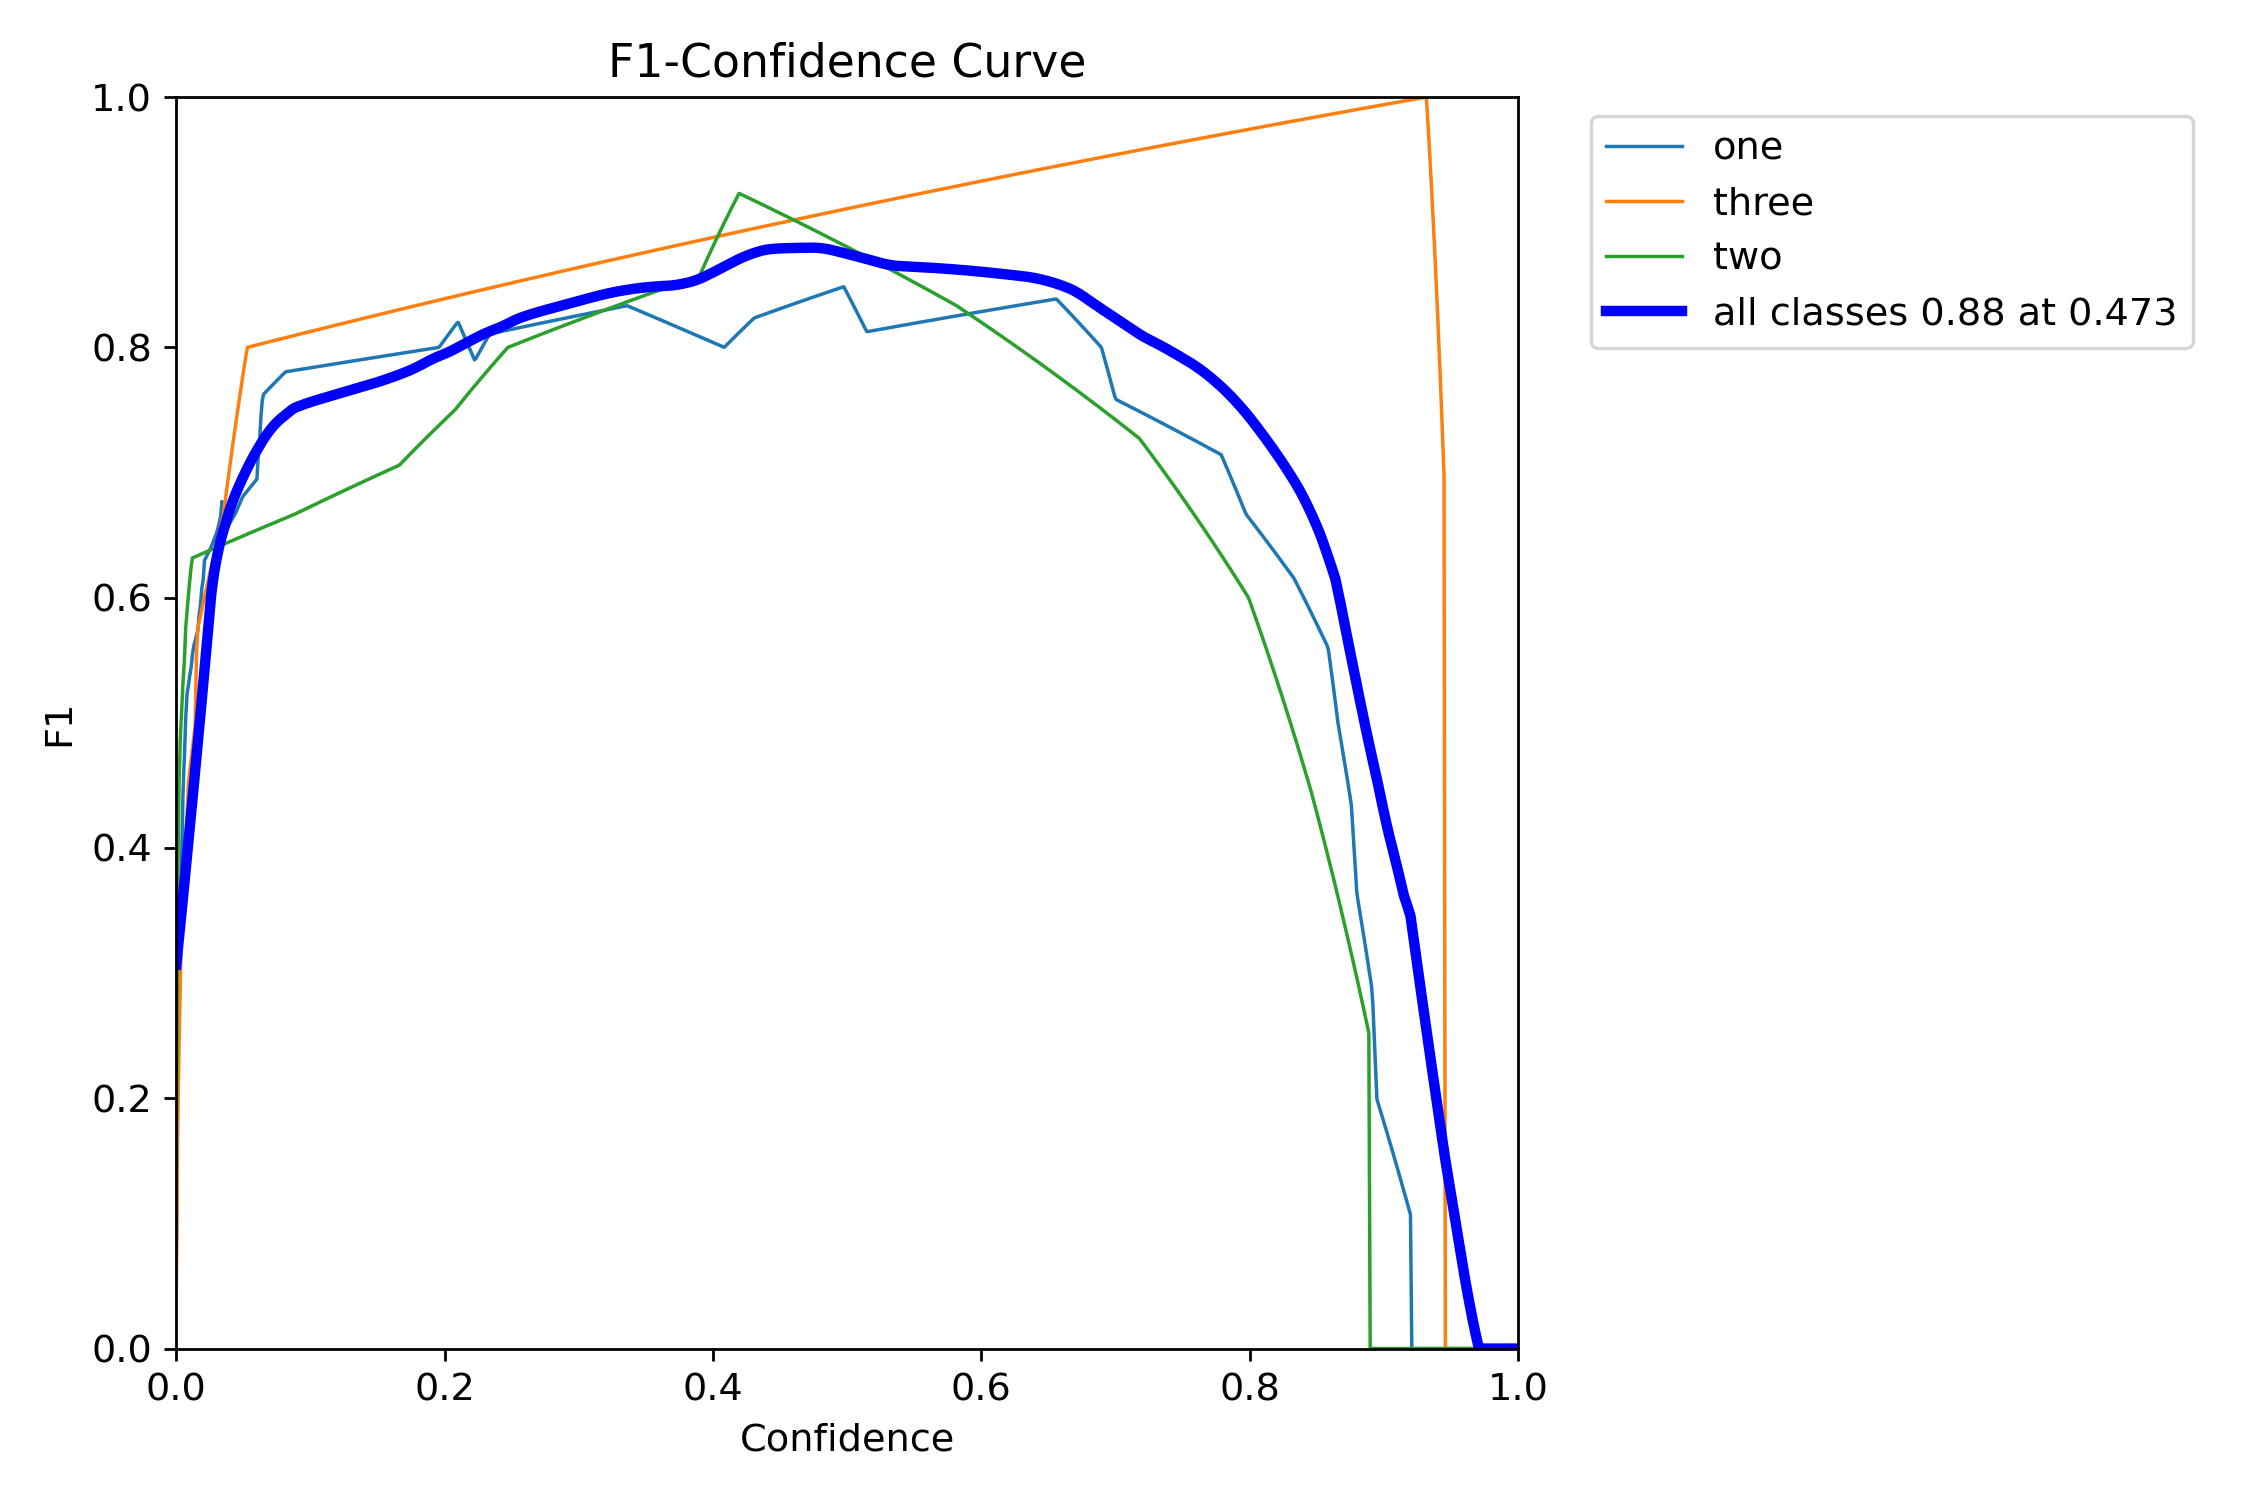 F1-Confidence Curve
1.0
0.8
0.6
0.4
0.2
0.0
F1
0.0 0.2 0.4 0.6 0.8 1.0
Confidence
one
three
two
all classes 0.88 at 0.473